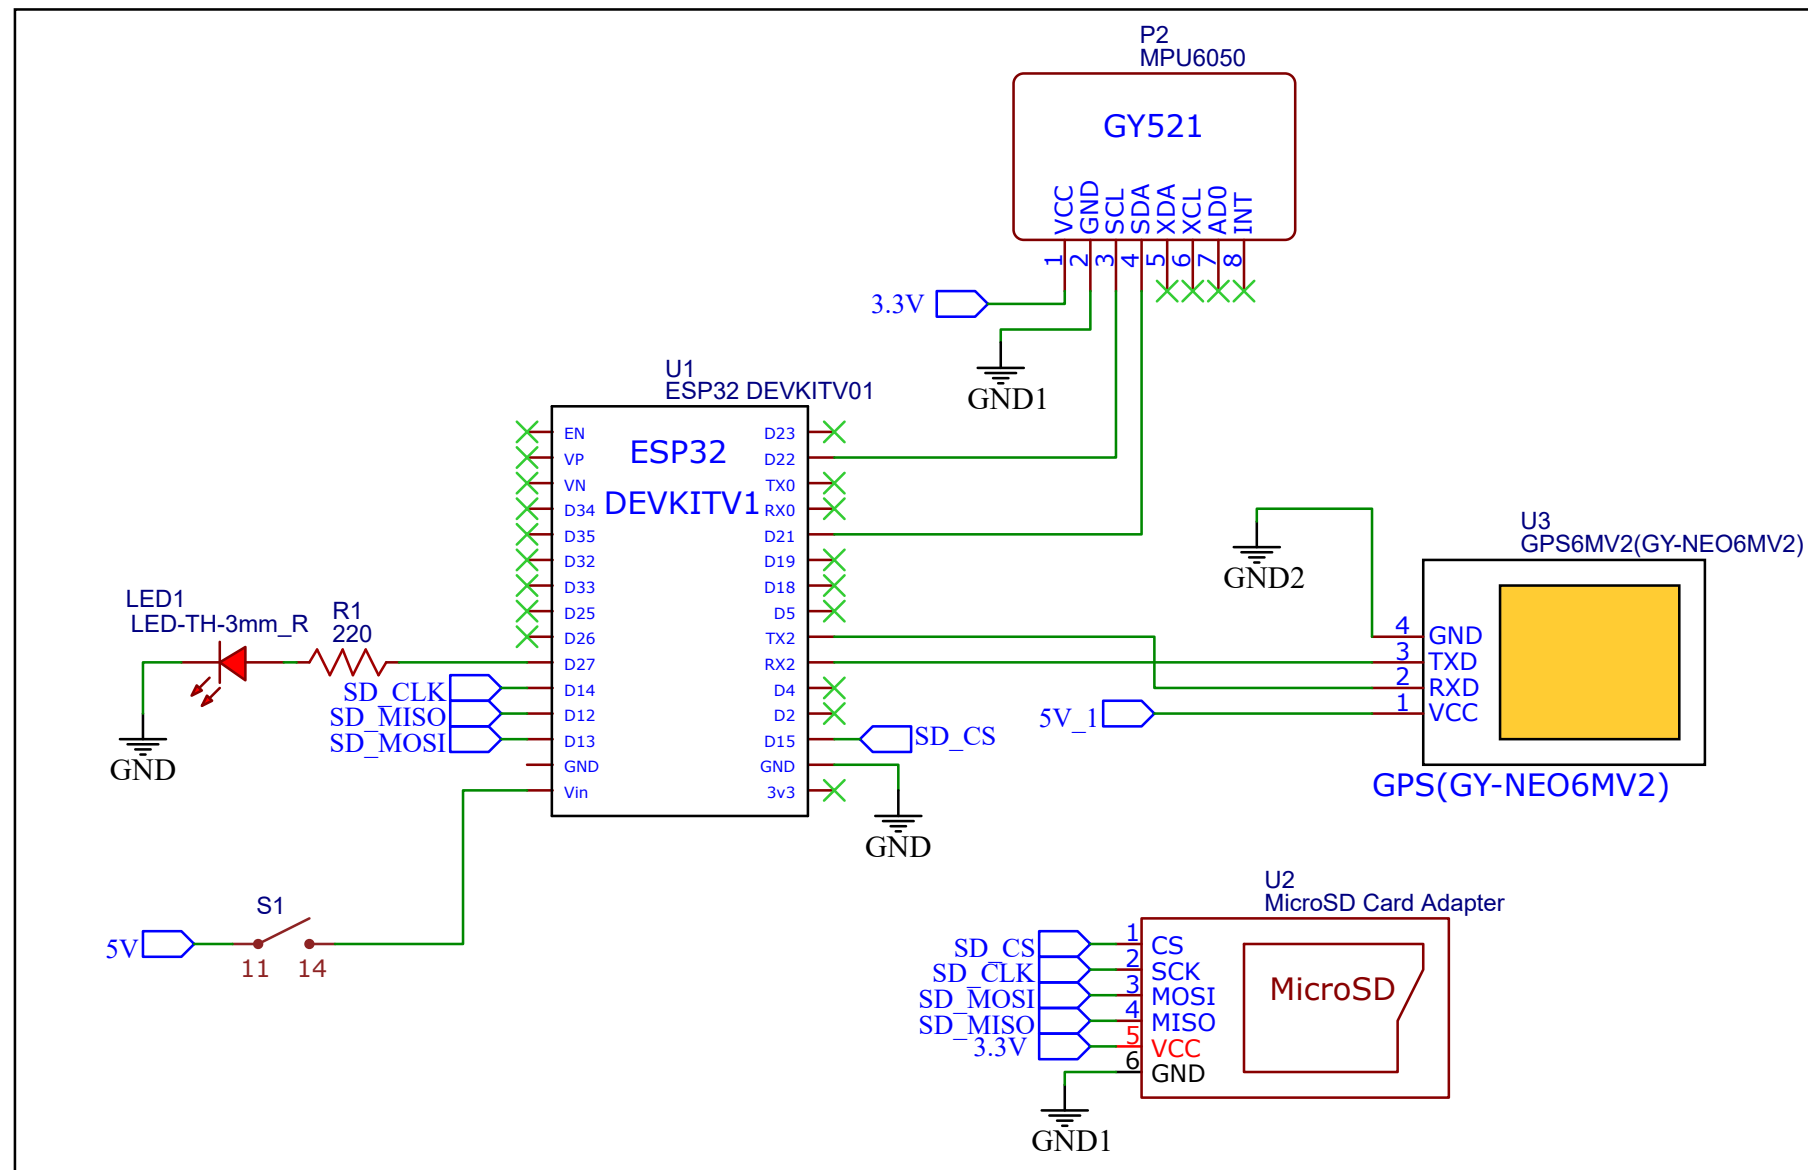 P2
MPU6050
GY521
VCC
GND
SCL
SDA
XDA
XCL
AD0
INT
1
2
3
4
5
6
7
8
3.3V
GND1
U1
ESP32 DEVKITV01
ESP32
DEVKITV1
EN
VP
VN
D34
D35
D32
D33
D25
D26
D27
D14
D12
D13
GND
Vin
D23
D22
TX0
RX0
D21
D19
D18
D5
TX2
RX2
D4
D2
D15
GND
3v3
LED1
LED-TH-3mm_R
R1
220
GND
SD_CLK
SD_MISO
SD_MOSI
SD_CS
GND
5V
S1
11 14
GND2
U3
GPS6MV2(GY-NEO6MV2)
4 GND
3 TXD
2 RXD
1 VCC
5V_1
GPS(GY-NEO6MV2)
U2
MicroSD Card Adapter
SD_CS 1 CS
SD_CLK 2 SCK
SD_MOSI 3 MOSI
SD_MISO 4 MISO
3.3V 5 VCC
6 GND
MicroSD
GND1